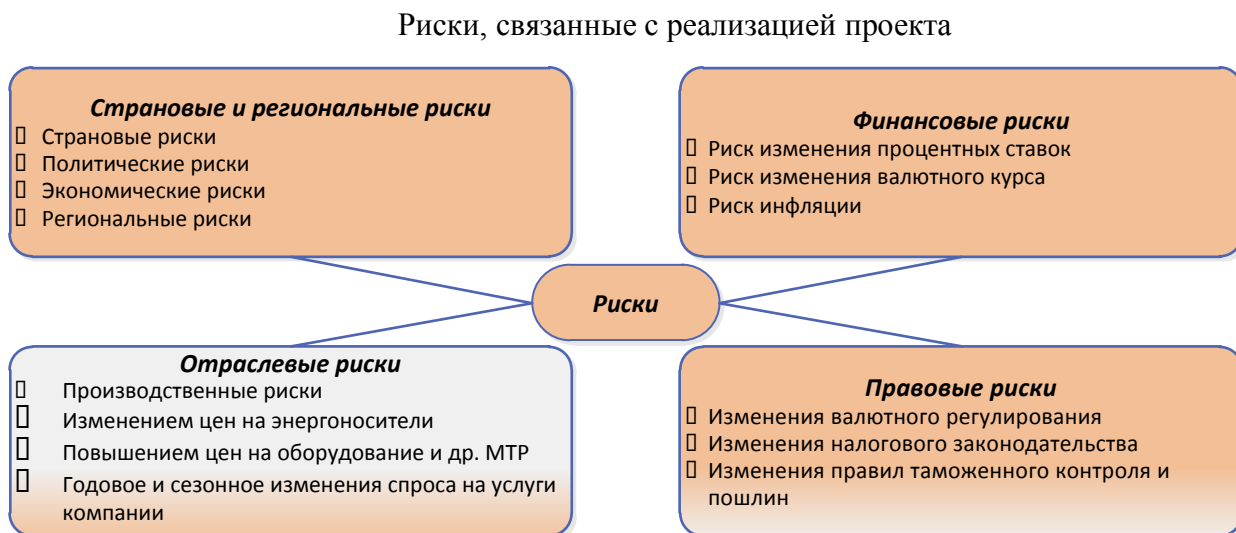 Риски, связанные с реализацией проекта
Страновые и региональные риски
Страновые риски
Политические риски
Экономические риски
Региональные риски
Финансовые риски
Риск изменения процентных ставок
Риск изменения валютного курса
Риск инфляции
Риски
Отраслевые риски
Производственные риски
Изменением цен на энергоносители
Повышением цен на оборудование и др. МТР
Годовое и сезонное изменения спроса на услуги
компании
Правовые риски
Изменения валютного регулирования
Изменения налогового законодательства
Изменения правил таможенного контроля и
пошлин